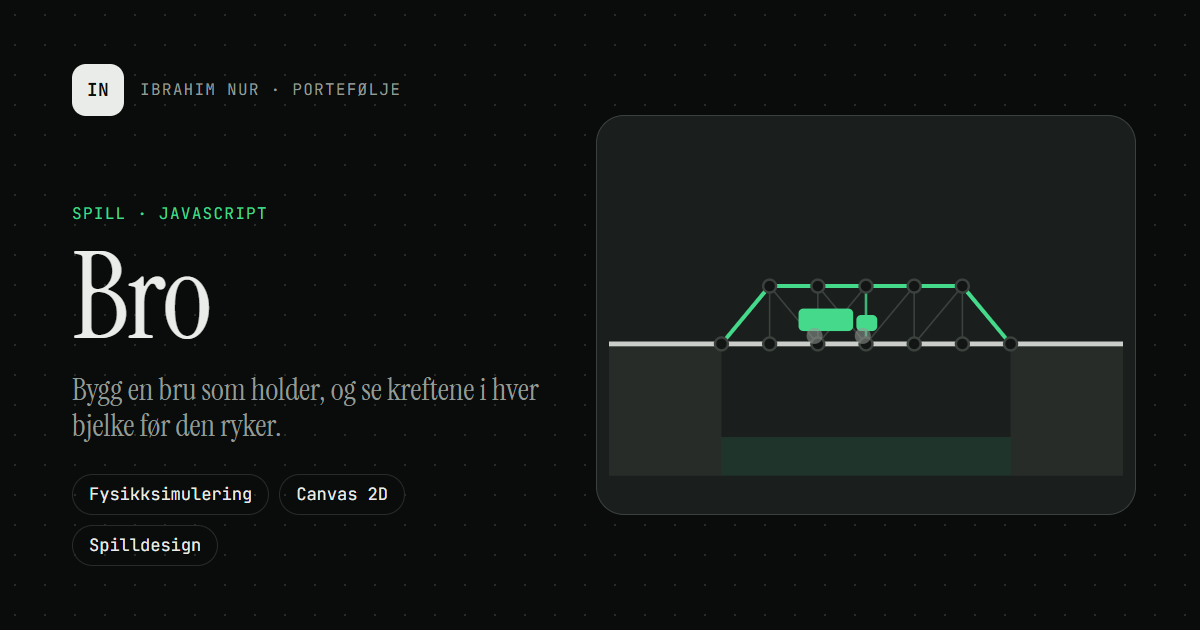 IN
IBRAHIM NUR · PORTEFØLJE
SPILL · JAVASCRIPT
Bro
Bygg en bru som holder, og se kreftene i hver
bjelke før den ryker.
Fysikksimulering
Canvas 2D
Spilldesign